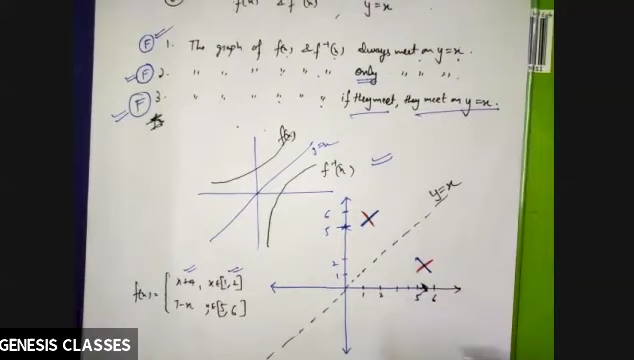 f(x) & f⁻¹(x) y=x
(F) 1. The graph of f(x) & f⁻¹(x) always meet on y=x.
(F) 2. " " " " " " only " " ".
(F) 3. " " " " " " if they meet, they meet on y=x.
f(x)
y=x
f⁻¹(x)
y=x
6
5
2
1
1 2 5 6
f(x) = { x+4, x∈[1,2]
7-x ; x∈[5,6]
GENESIS CLASSES